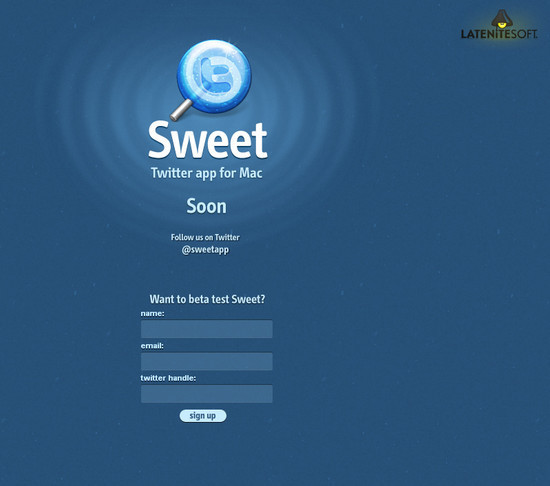 LATENITESOFT
Sweet
Twitter app for Mac
Soon
Follow us on Twitter
@sweetapp
Want to beta test Sweet?
name:
email:
twitter handle:
sign up